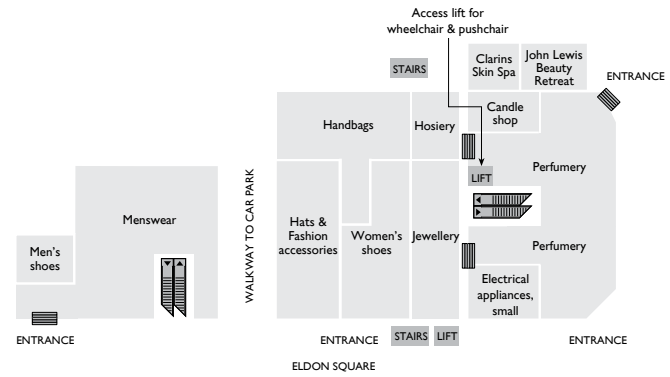 Access lift for
wheelchair & pushchair
STAIRS
Clarins
Skin Spa
John Lewis
Beauty
Retreat
ENTRANCE
Handbags
Hosiery
Candle
shop
Perfumery
LIFT
Menswear
WALKWAY TO CAR PARK
Hats &
Fashion
accessories
Women's
shoes
Jewellery
Perfumery
Men's
shoes
Electrical
appliances,
small
ENTRANCE
ENTRANCE
STAIRS
LIFT
ENTRANCE
ELDON SQUARE